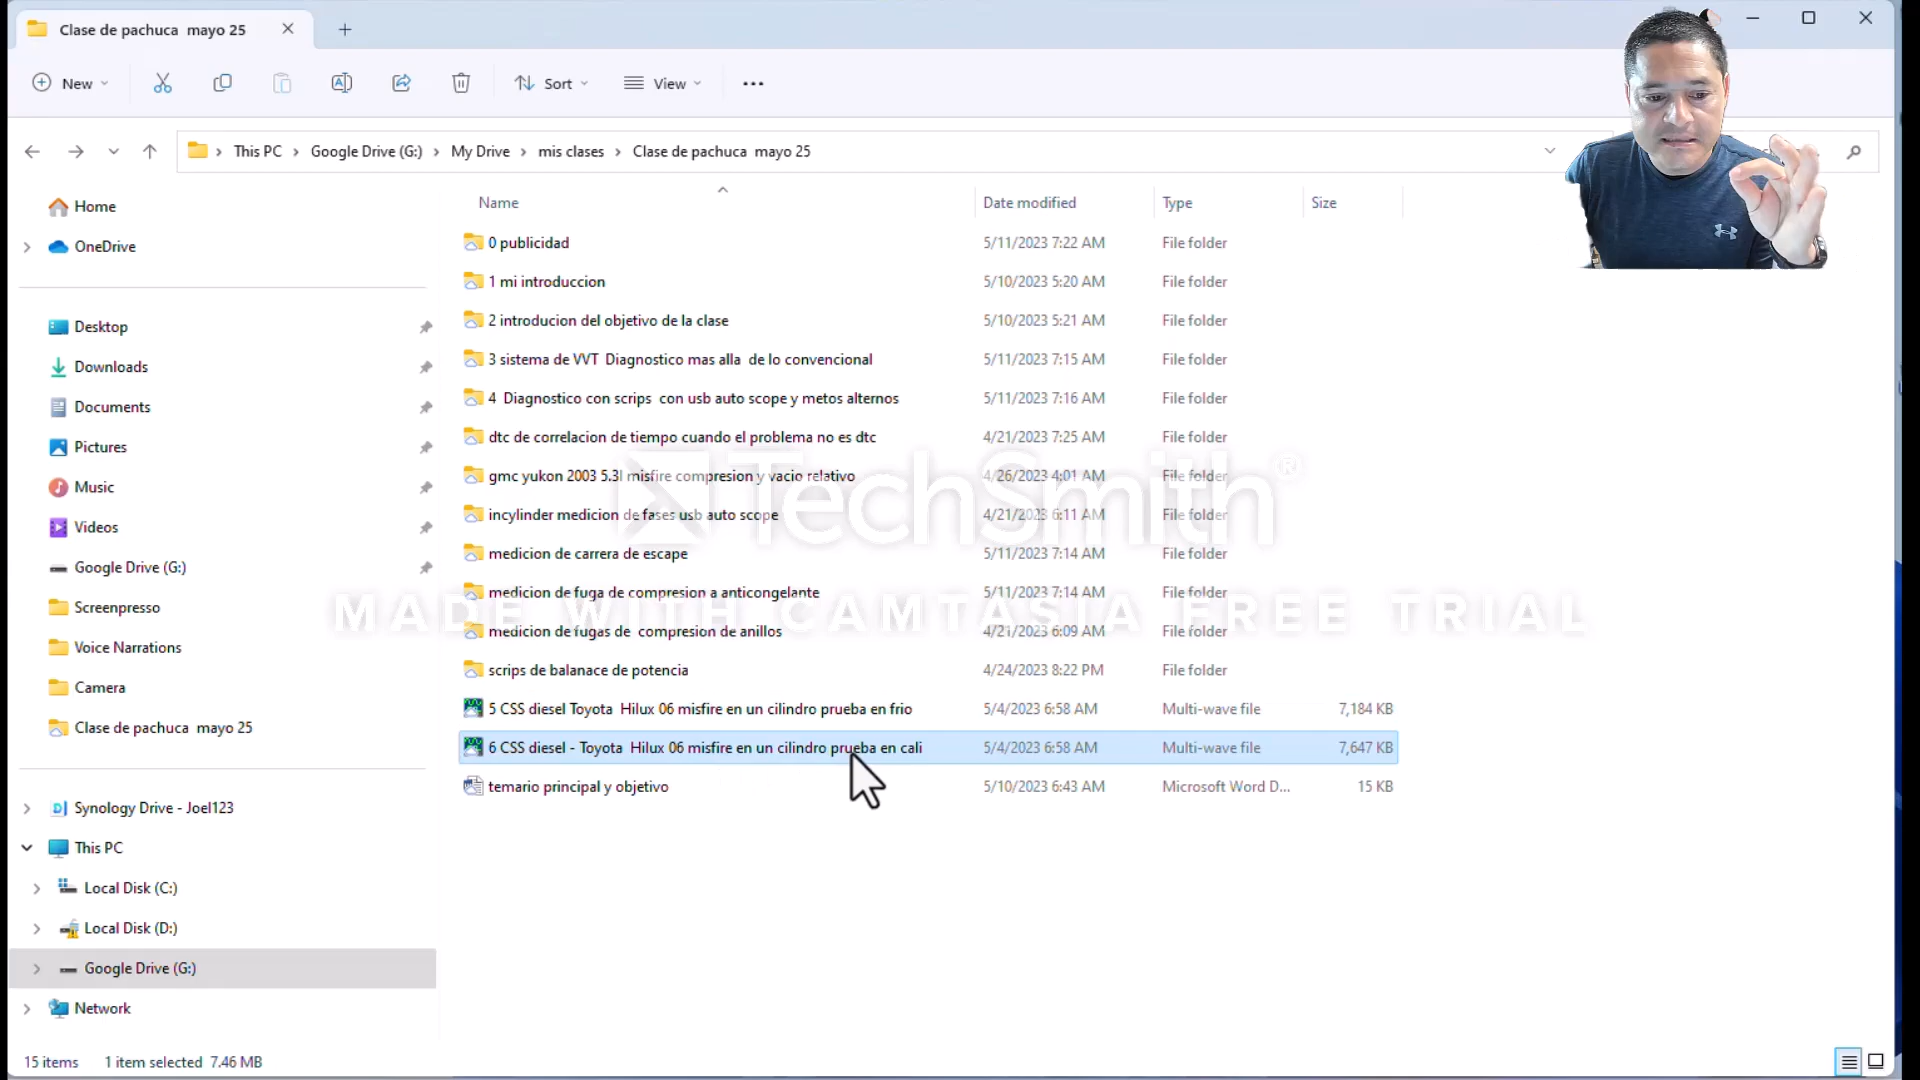 Clase de pachuca  mayo 25
New
Sort
View
This PC > Google Drive (G:) > My Drive > mis clases > Clase de pachuca  mayo 25
Name Date modified Type Size
Home
OneDrive
Desktop
Downloads
Documents
Pictures
Music
Videos
Google Drive (G:)
Screenpresso
Voice Narrations
Camera
Clase de pachuca  mayo 25
Synology Drive - Joel123
This PC
Local Disk (C:)
Local Disk (D:)
Google Drive (G:)
Network
0 publicidad 5/11/2023 7:22 AM File folder
1 mi introduccion 5/10/2023 5:20 AM File folder
2 introducion del objetivo de la clase 5/10/2023 5:21 AM File folder
3 sistema de VVT  Diagnostico mas alla  de lo convencional 5/11/2023 7:15 AM File folder
4  Diagnostico con scrips  con usb auto scope y metos alternos 5/11/2023 7:16 AM File folder
dtc de correlacion de tiempo cuando el problema no es dtc 4/21/2023 7:25 AM File folder
gmc yukon 2003 5.3l misfire compresion y vacio relativo 4/26/2023 4:01 AM File folder
incylinder medicion de fases usb auto scope 4/21/2023 6:11 AM File folder
medicion de carrera de escape 5/11/2023 7:14 AM File folder
medicion de fuga de compresion a anticongelante 5/11/2023 7:14 AM File folder
medicion de fugas de  compresion de anillos 4/21/2023 6:09 AM File folder
scrips de balanace de potencia 4/24/2023 8:22 PM File folder
5 CSS diesel Toyota  Hilux 06 misfire en un cilindro prueba en frio 5/4/2023 6:58 AM Multi-wave file 7,184 KB
6 CSS diesel - Toyota  Hilux 06 misfire en un cilindro prueba en cali 5/4/2023 6:58 AM Multi-wave file 7,647 KB
temario principal y objetivo 5/10/2023 6:43 AM Microsoft Word D... 15 KB
TechSmith®
MADE WITH CAMTASIA FREE TRIAL
15 items 1 item selected 7.46 MB